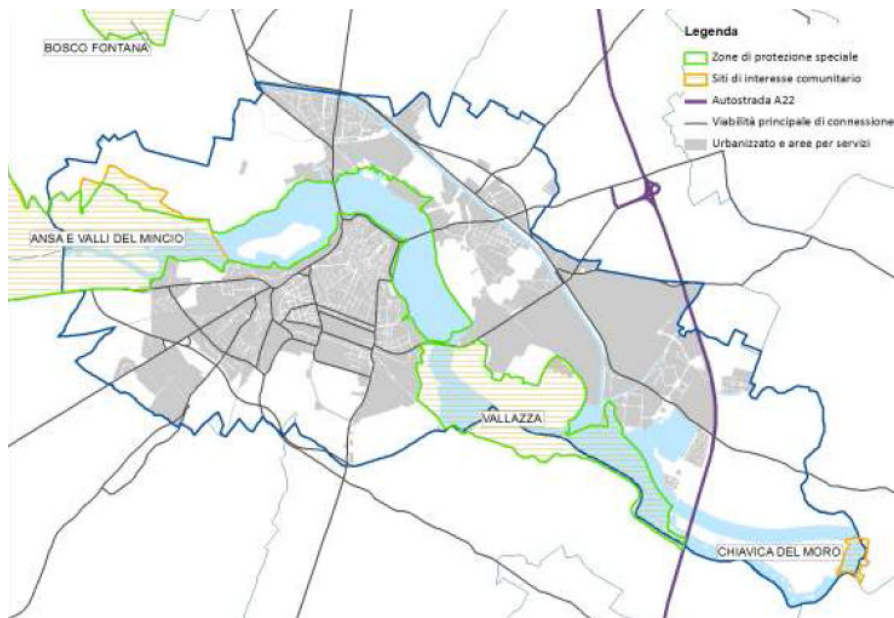 BOSCO FONTANA
Legenda
Zone di protezione speciale
Siti di interesse comunitario
Autostrada A22
Viabilità principale di connessione
Urbanizzato e aree per servizi
ANSA E VALLI DEL MINCIO
VALLAZZA
CHIAVICA DEL MORO